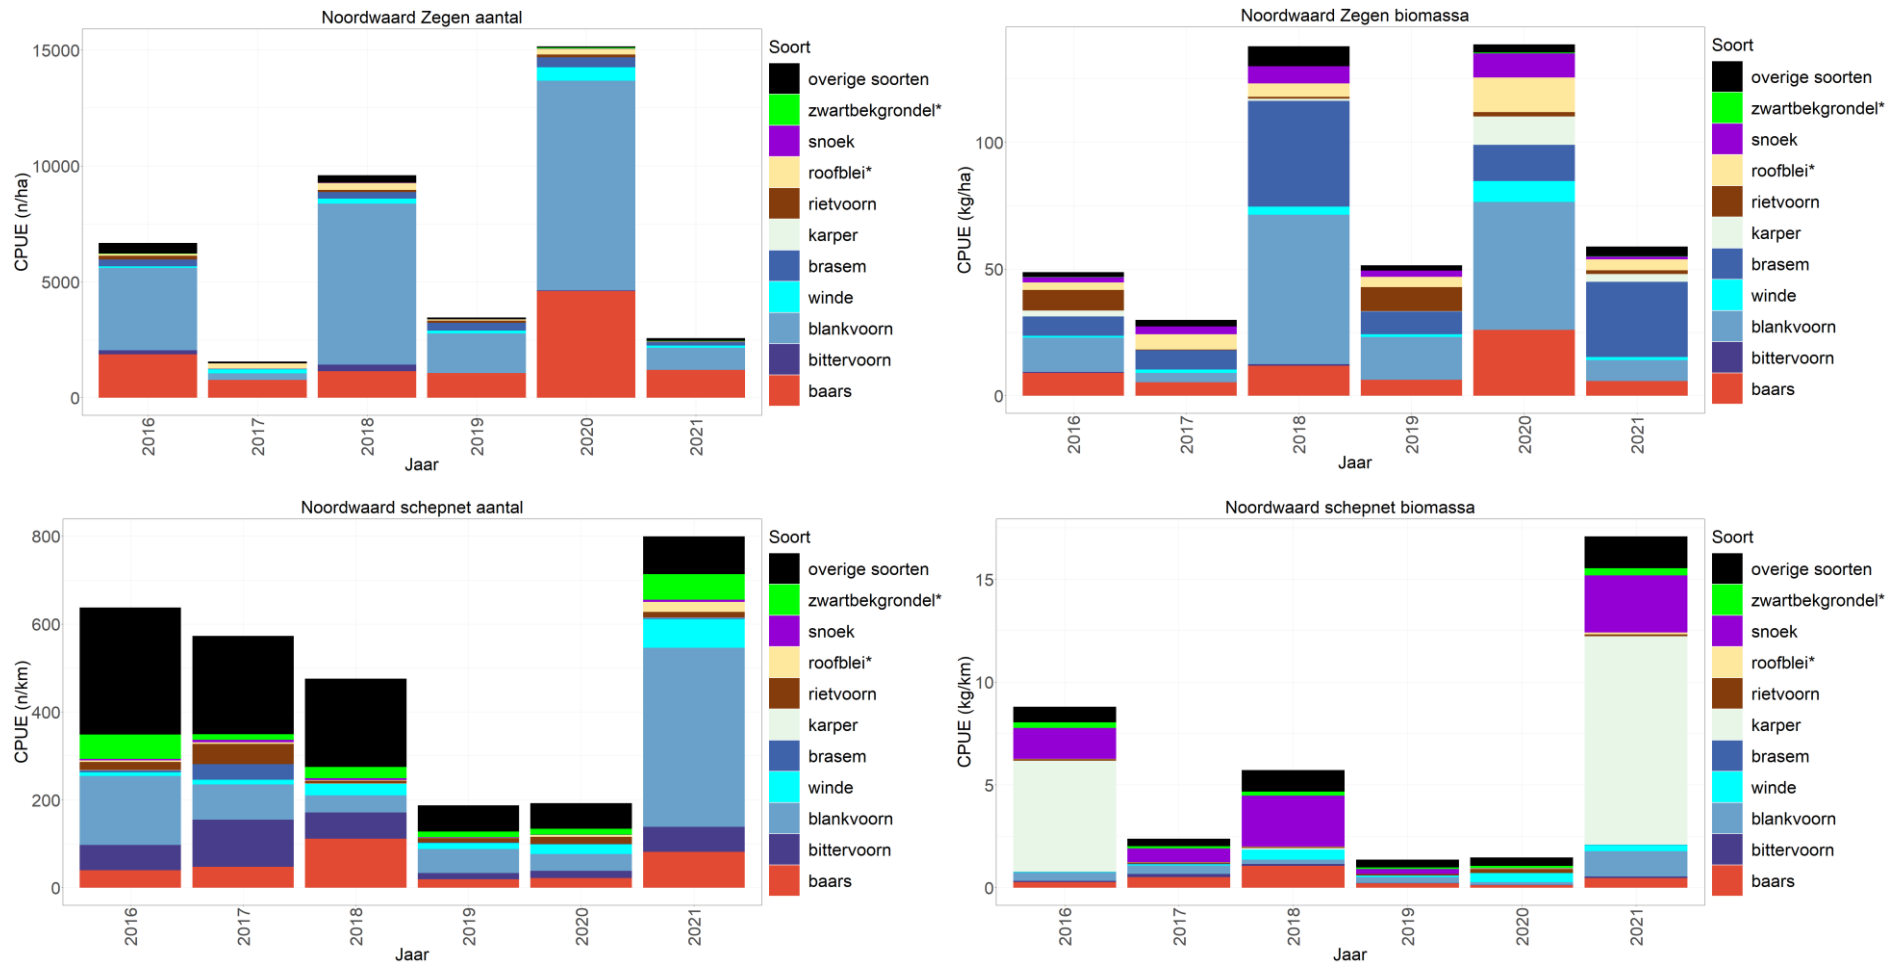 Noordwaard Zegen aantal
CPUE (n/ha)
15000
10000
5000
0
2016
2017
2018
2019
2020
2021
Jaar
Soort
overige soorten
zwartbekgrondel*
snoek
roofblei*
rietvoorn
karper
brasem
winde
blankvoorn
bittervoorn
baars
Noordwaard Zegen biomassa
CPUE (kg/ha)
100
50
0
2016
2017
2018
2019
2020
2021
Jaar
Soort
overige soorten
zwartbekgrondel*
snoek
roofblei*
rietvoorn
karper
brasem
winde
blankvoorn
bittervoorn
baars
Noordwaard schepnet aantal
CPUE (n/km)
800
600
400
200
0
2016
2017
2018
2019
2020
2021
Jaar
Soort
overige soorten
zwartbekgrondel*
snoek
roofblei*
rietvoorn
karper
brasem
winde
blankvoorn
bittervoorn
baars
Noordwaard schepnet biomassa
CPUE (kg/km)
15
10
5
0
2016
2017
2018
2019
2020
2021
Jaar
Soort
overige soorten
zwartbekgrondel*
snoek
roofblei*
rietvoorn
karper
brasem
winde
blankvoorn
bittervoorn
baars